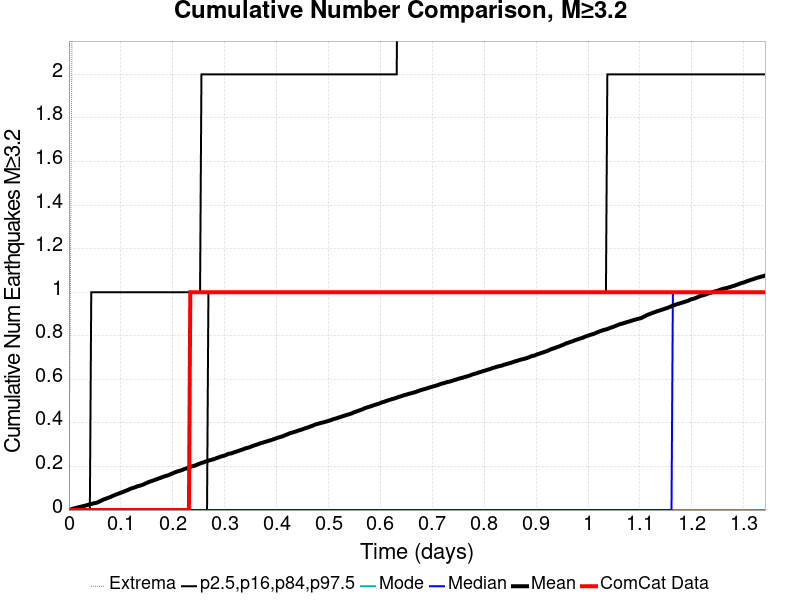 Cumulative Number Comparison, M≥3.2
Cumulative Num Earthquakes M≥3.2
2
1.8
1.6
1.4
1.2
1
0.8
0.6
0.4
0.2
0
0 0.1 0.2 0.3 0.4 0.5 0.6 0.7 0.8 0.9 1 1.1 1.2 1.3
Time (days)
Extrema p2.5,p16,p84,p97.5 Mode Median Mean ComCat Data